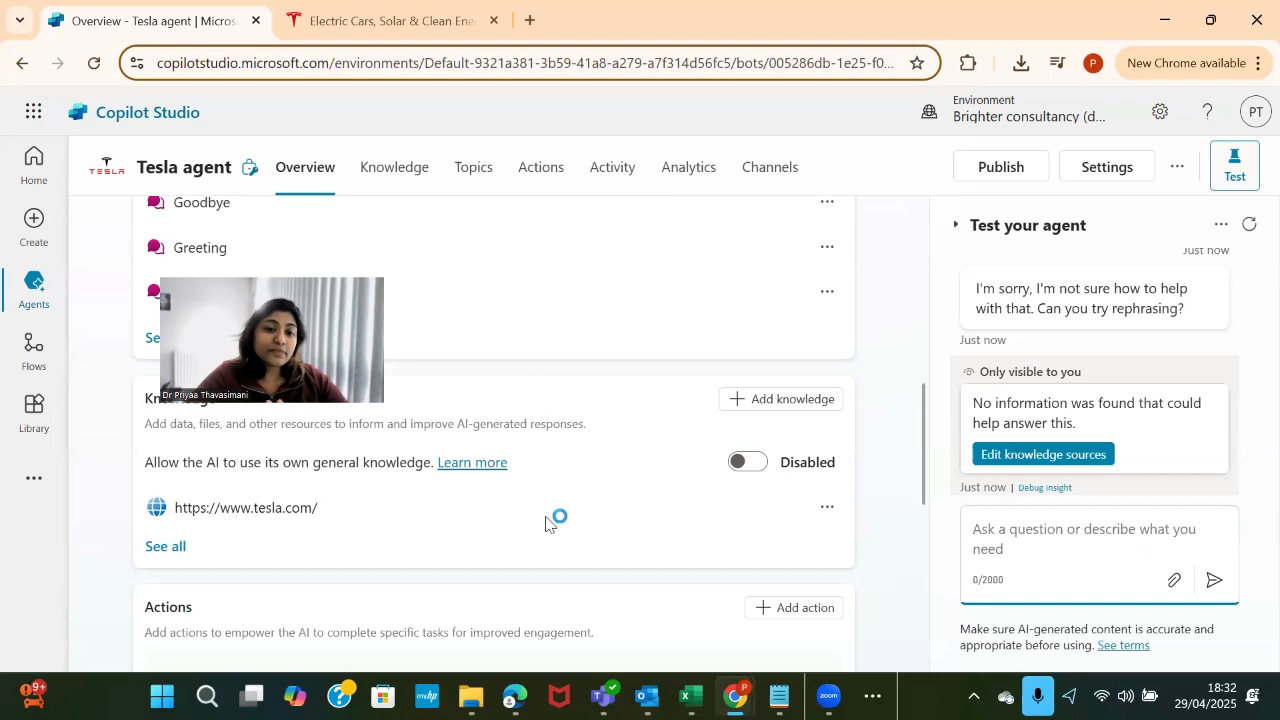 Overview - Tesla agent | Micros
Electric Cars, Solar & Clean Ene
copilotstudio.microsoft.com/environments/Default-9321a381-3b59-41a8-a279-a7f314d56fc5/bots/005286db-1e25-f0...
P
New Chrome available
Copilot Studio
Environment
Brighter consultancy (d...
PT
Home
Create
Agents
Flows
Library
TESLA
Tesla agent
Overview
Knowledge
Topics
Actions
Activity
Analytics
Channels
Publish
Settings
Test
Goodbye
Greeting
Se
Dr Priyaa Thavasimani
Add knowledge
Add data, files, and other resources to inform and improve AI-generated responses.
Allow the AI to use its own general knowledge. Learn more
Disabled
https://www.tesla.com/
See all
Actions
Add action
Add actions to empower the AI to complete specific tasks for improved engagement.
Test your agent
Just now
I'm sorry, I'm not sure how to help
with that. Can you try rephrasing?
Just now
Only visible to you
No information was found that could
help answer this.
Edit knowledge sources
Just now | Debug insight
Ask a question or describe what you
need
0/2000
Make sure AI-generated content is accurate and
appropriate before using. See terms
9+
myhp
zoom
18:32
29/04/2025